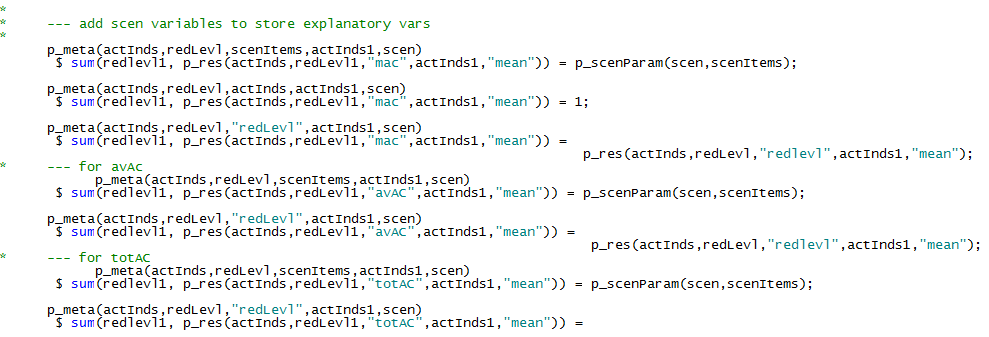 *
*     --- add scen variables to store explanatory vars
*
      p_meta(actInds,redLevl,scenItems,actInds1,scen)
       $ sum(redlevl1, p_res(actInds,redLevl1,"mac",actInds1,"mean")) = p_scenParam(scen,scenItems);

      p_meta(actInds,redLevl,actInds,actInds1,scen)
       $ sum(redlevl1, p_res(actInds,redLevl1,"mac",actInds1,"mean")) = 1;

      p_meta(actInds,redLevl,"redLevl",actInds1,scen)
       $ sum(redlevl1, p_res(actInds,redLevl1,"mac",actInds1,"mean")) =
                                                                          p_res(actInds,redLevl,"redlevl",actInds1,"mean");
*     --- for avAC
            p_meta(actInds,redLevl,scenItems,actInds1,scen)
       $ sum(redlevl1, p_res(actInds,redLevl1,"avAC",actInds1,"mean")) = p_scenParam(scen,scenItems);

      p_meta(actInds,redLevl,"redLevl",actInds1,scen)
       $ sum(redlevl1, p_res(actInds,redLevl1,"avAC",actInds1,"mean")) =
                                                                           p_res(actInds,redLevl,"redlevl",actInds1,"mean");
*     --- for totAC
            p_meta(actInds,redLevl,scenItems,actInds1,scen)
       $ sum(redlevl1, p_res(actInds,redLevl1,"totAC",actInds1,"mean")) = p_scenParam(scen,scenItems);

      p_meta(actInds,redLevl,"redLevl",actInds1,scen)
       $ sum(redlevl1, p_res(actInds,redLevl1,"totAC",actInds1,"mean")) =